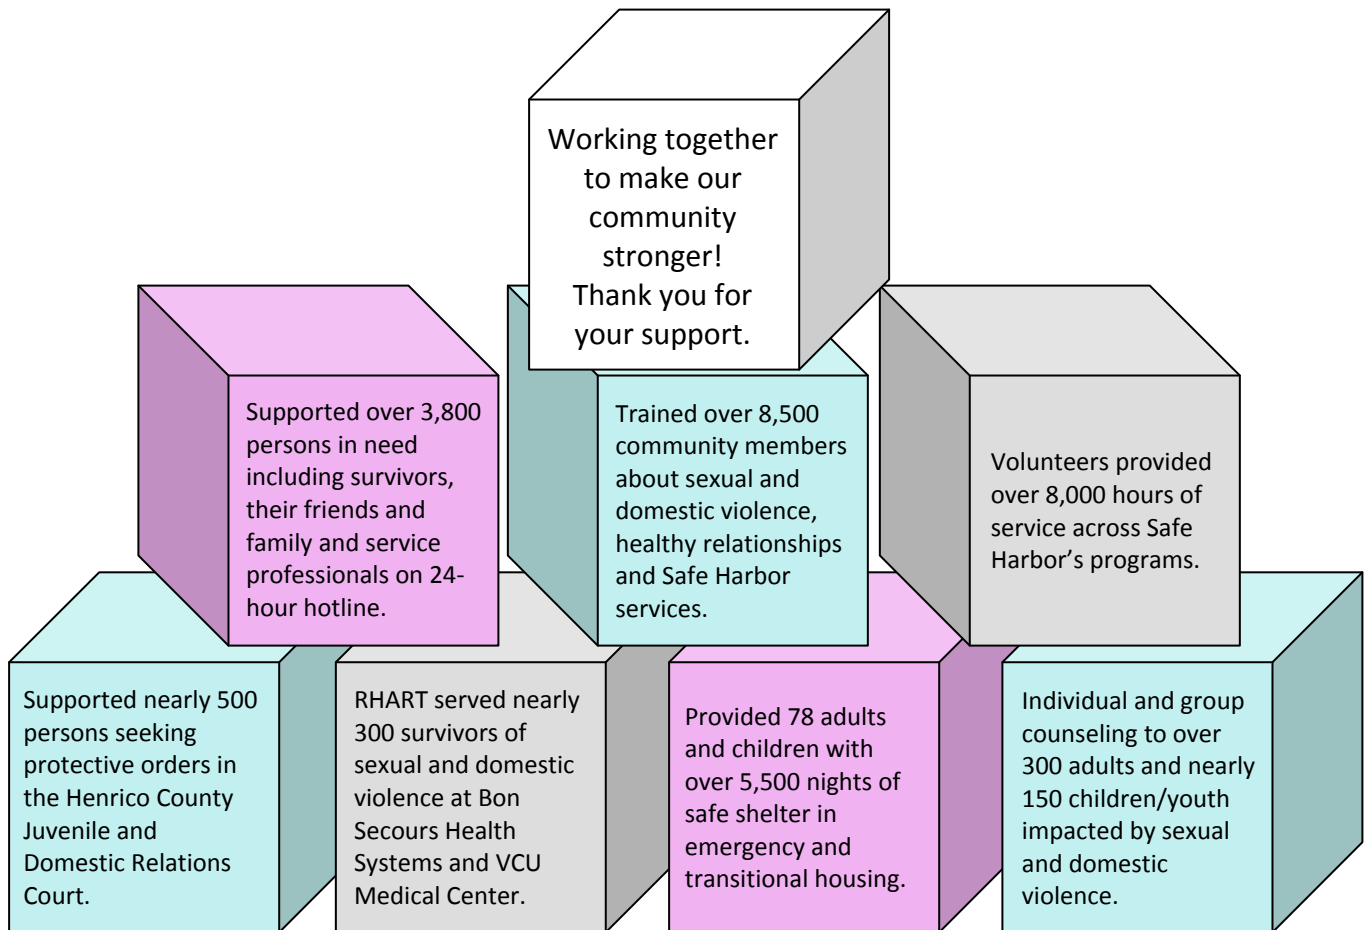 Working together
to make our
community
stronger!
Thank you for
your support.
Supported over 3,800
persons in need
including survivors,
their friends and
family and service
professionals on 24-
hour hotline.
Trained over 8,500
community members
about sexual and
domestic violence,
healthy relationships
and Safe Harbor
services.
Volunteers provided
over 8,000 hours of
service across Safe
Harbor’s programs.
Supported nearly 500
persons seeking
protective orders in
the Henrico County
Juvenile and
Domestic Relations
Court.
RHART served nearly
300 survivors of
sexual and domestic
violence at Bon
Secours Health
Systems and VCU
Medical Center.
Provided 78 adults
and children with
over 5,500 nights of
safe shelter in
emergency and
transitional housing.
Individual and group
counseling to over
300 adults and nearly
150 children/youth
impacted by sexual
and domestic
violence.